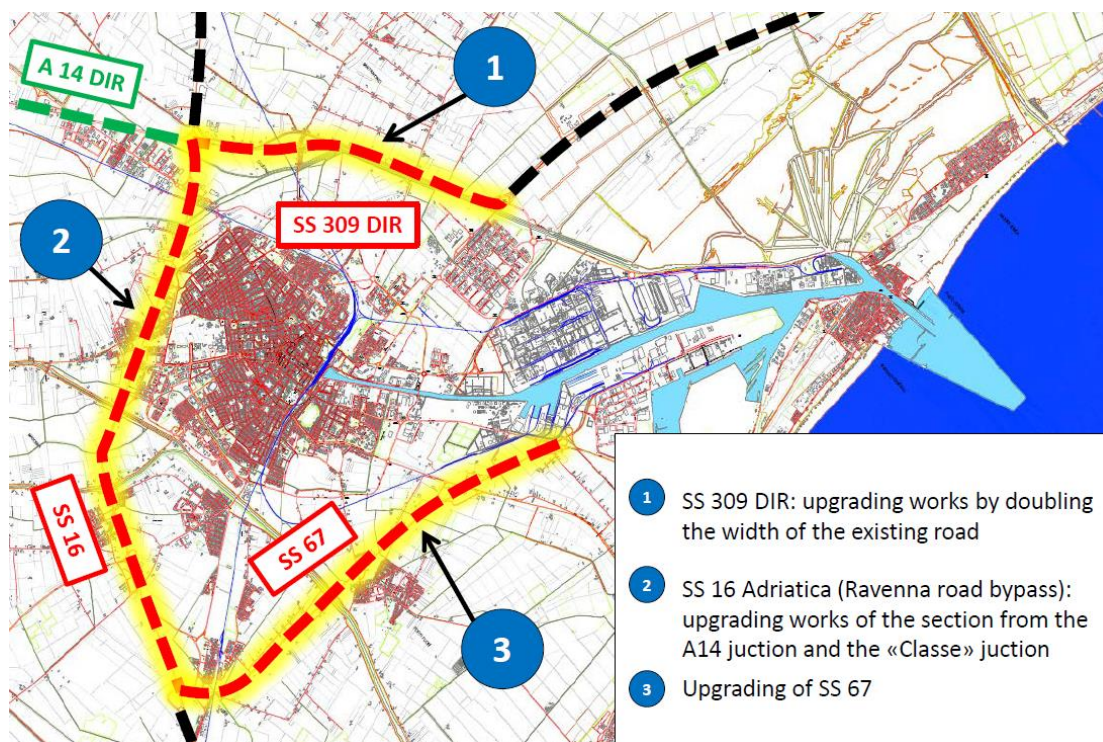 A 14 DIR
1
SS 309 DIR
2
SS 16
SS 67
3
1 SS 309 DIR: upgrading works by doubling
the width of the existing road
2 SS 16 Adriatica (Ravenna road bypass):
upgrading works of the section from the
A14 juction and the «Classe» juction
3 Upgrading of SS 67